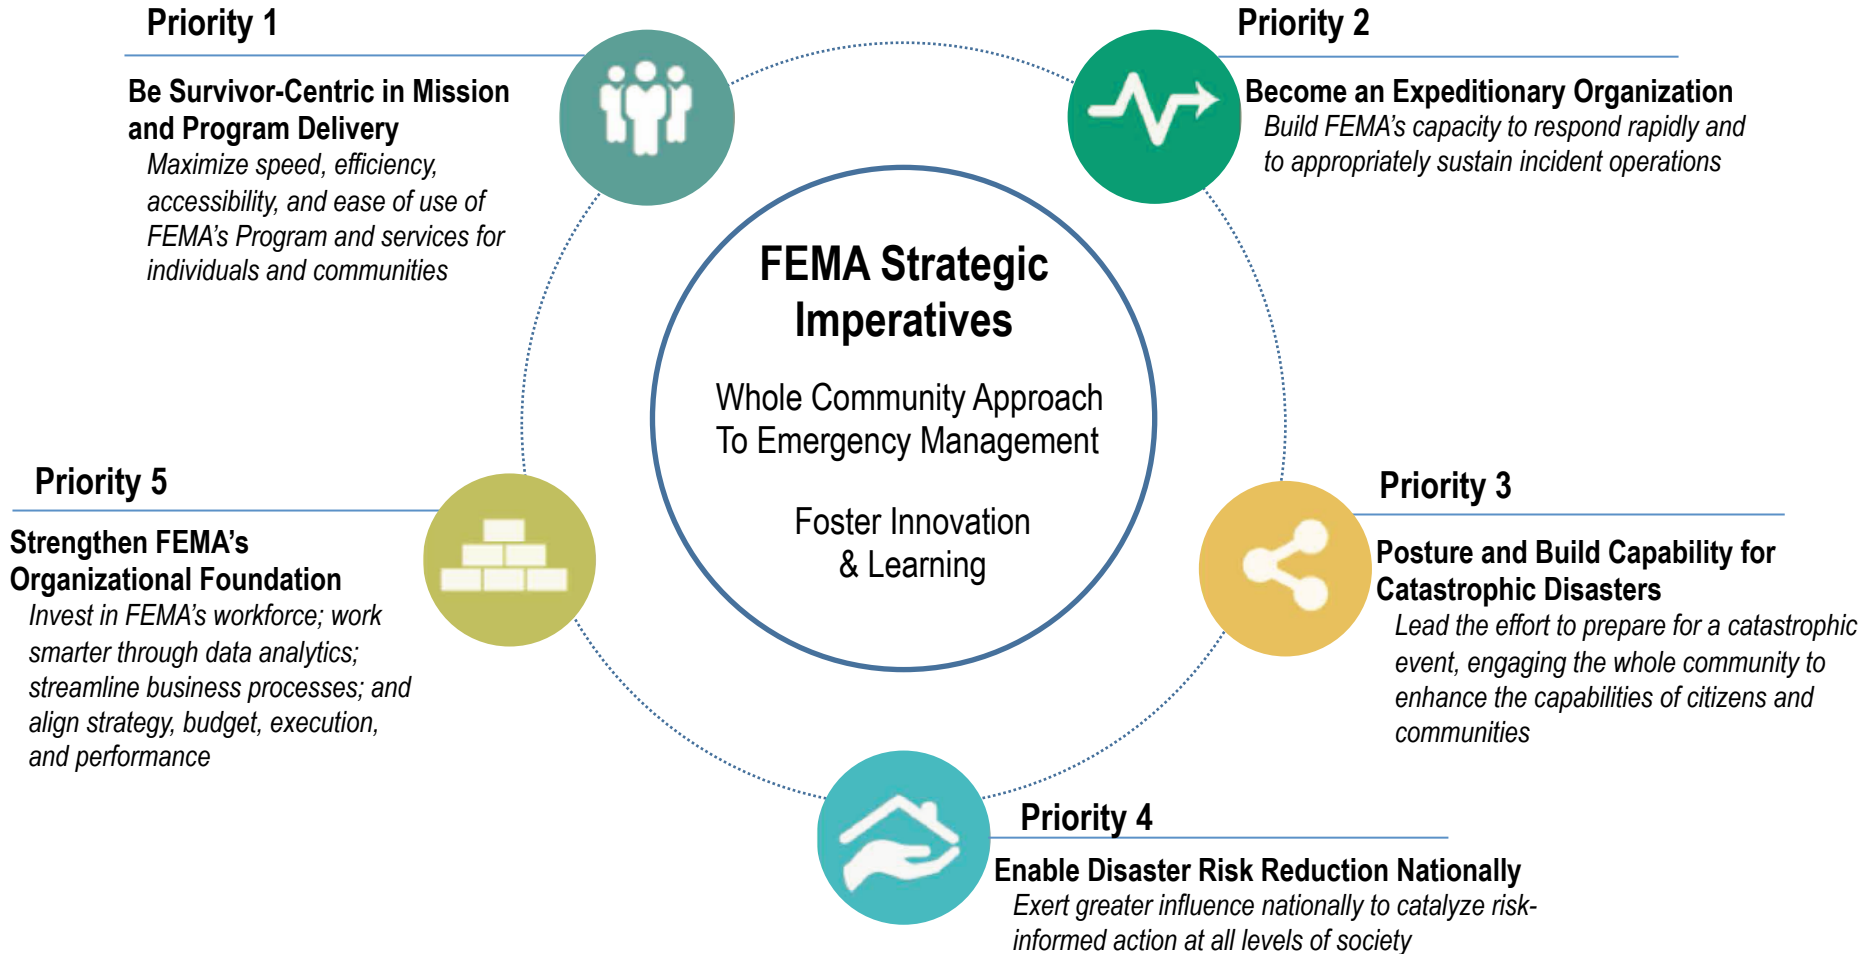 Priority 1
Be Survivor-Centric in Mission
and Program Delivery
Maximize speed, efficiency,
accessibility, and ease of use of
FEMA’s Program and services for
individuals and communities
Priority 2
Become an Expeditionary Organization
Build FEMA’s capacity to respond rapidly and
to appropriately sustain incident operations
FEMA Strategic
Imperatives
Whole Community Approach
To Emergency Management
Foster Innovation
& Learning
Priority 3
Posture and Build Capability for
Catastrophic Disasters
Lead the effort to prepare for a catastrophic
event, engaging the whole community to
enhance the capabilities of citizens and
communities
Priority 4
Enable Disaster Risk Reduction Nationally
Exert greater influence nationally to catalyze risk-
informed action at all levels of society
Priority 5
Strengthen FEMA’s
Organizational Foundation
Invest in FEMA’s workforce; work
smarter through data analytics;
streamline business processes; and
align strategy, budget, execution,
and performance